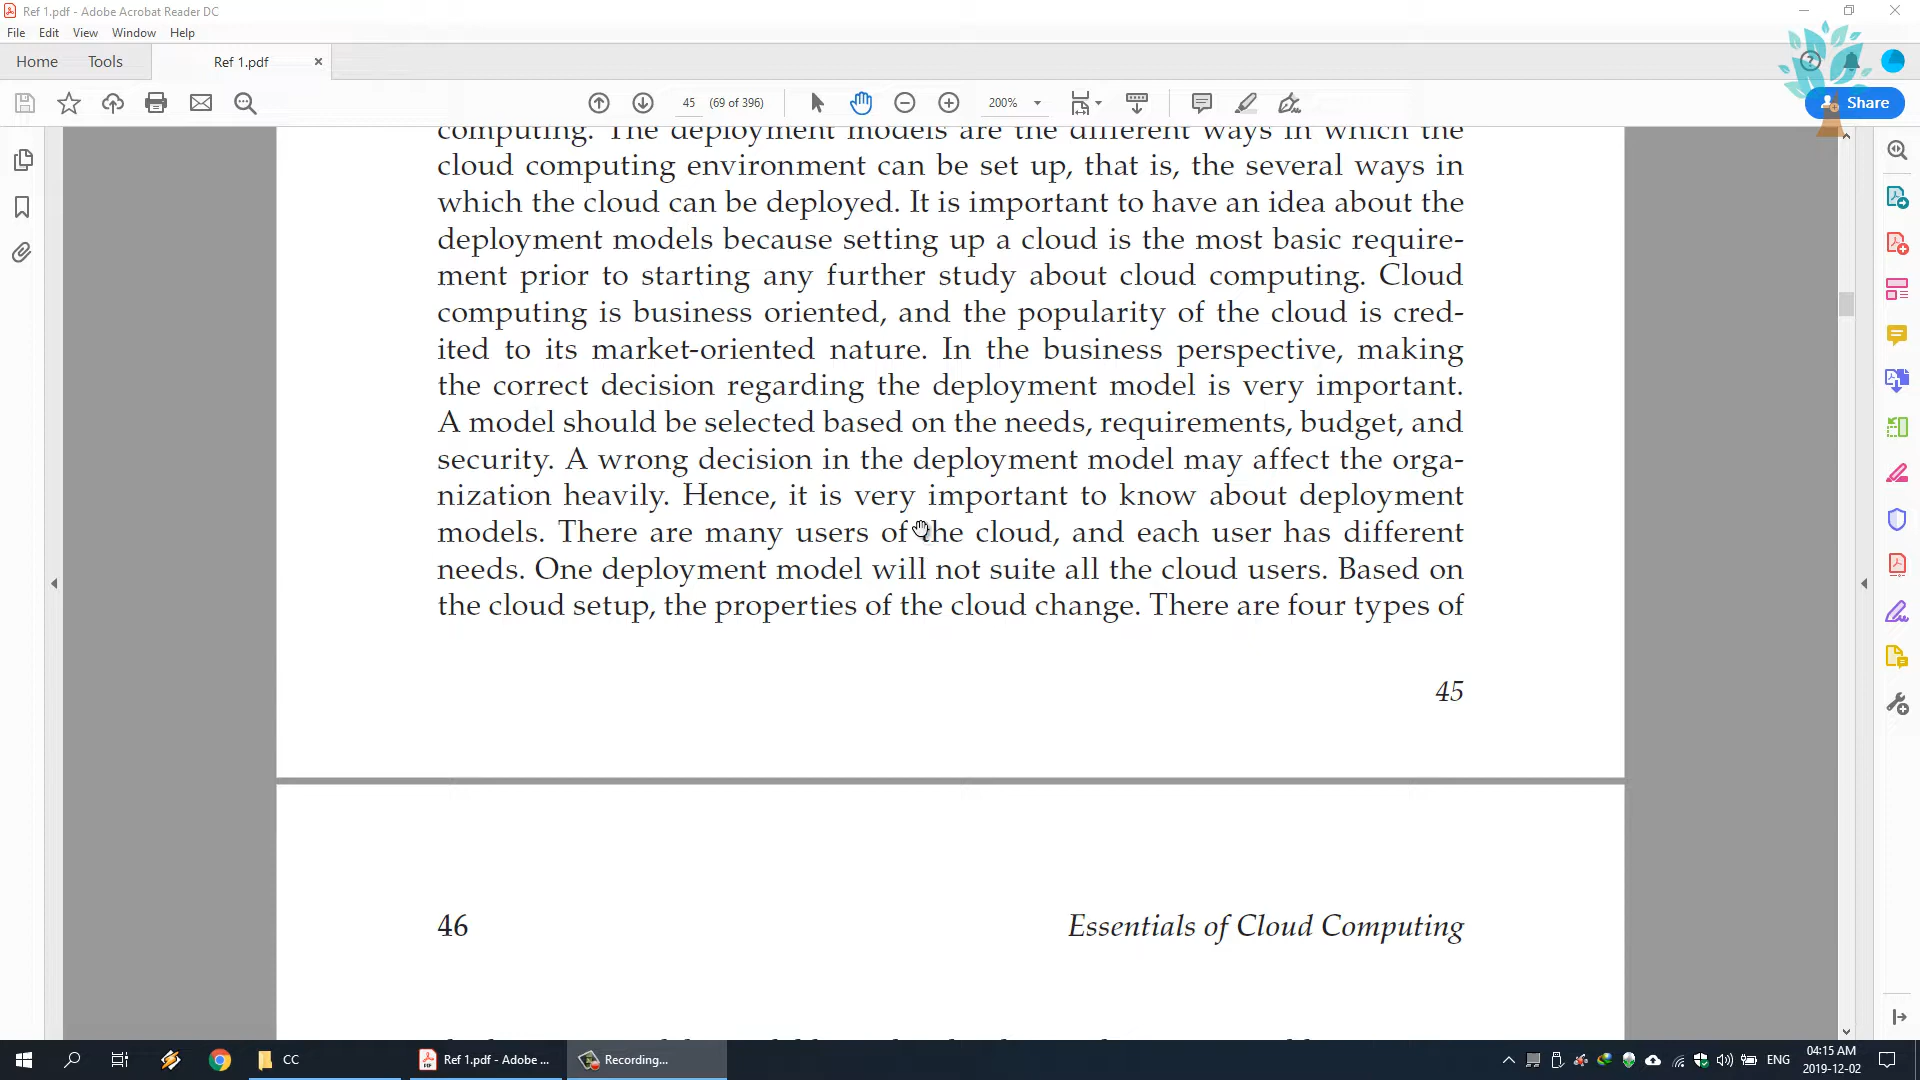 Ref 1.pdf - Adobe Acrobat Reader DC
File Edit View Window Help
Home Tools Ref 1.pdf
45 (69 of 396) 200% Share
computing. The deployment models are the different ways in which the
cloud computing environment can be set up, that is, the several ways in
which the cloud can be deployed. It is important to have an idea about the
deployment models because setting up a cloud is the most basic require-
ment prior to starting any further study about cloud computing. Cloud
computing is business oriented, and the popularity of the cloud is cred-
ited to its market-oriented nature. In the business perspective, making
the correct decision regarding the deployment model is very important.
A model should be selected based on the needs, requirements, budget, and
security. A wrong decision in the deployment model may affect the orga-
nization heavily. Hence, it is very important to know about deployment
models. There are many users of the cloud, and each user has different
needs. One deployment model will not suite all the cloud users. Based on
the cloud setup, the properties of the cloud change. There are four types of
45
46 Essentials of Cloud Computing
CC Ref 1.pdf - Adobe ... Recording... ENG 04:15 AM
2019-12-02